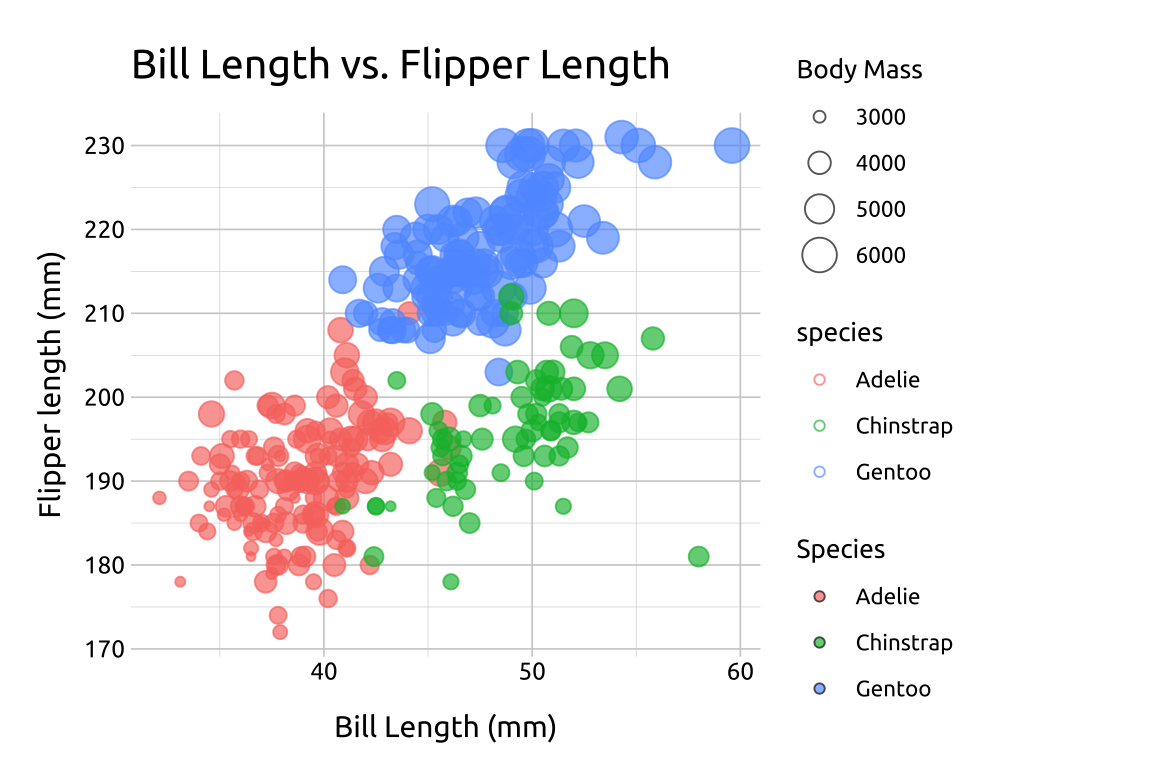 Bill Length vs. Flipper Length
Flipper length (mm)
230
220
210
200
190
180
170
40
50
60
Bill Length (mm)
Body Mass
3000
4000
5000
6000
species
Adelie
Chinstrap
Gentoo
Species
Adelie
Chinstrap
Gentoo